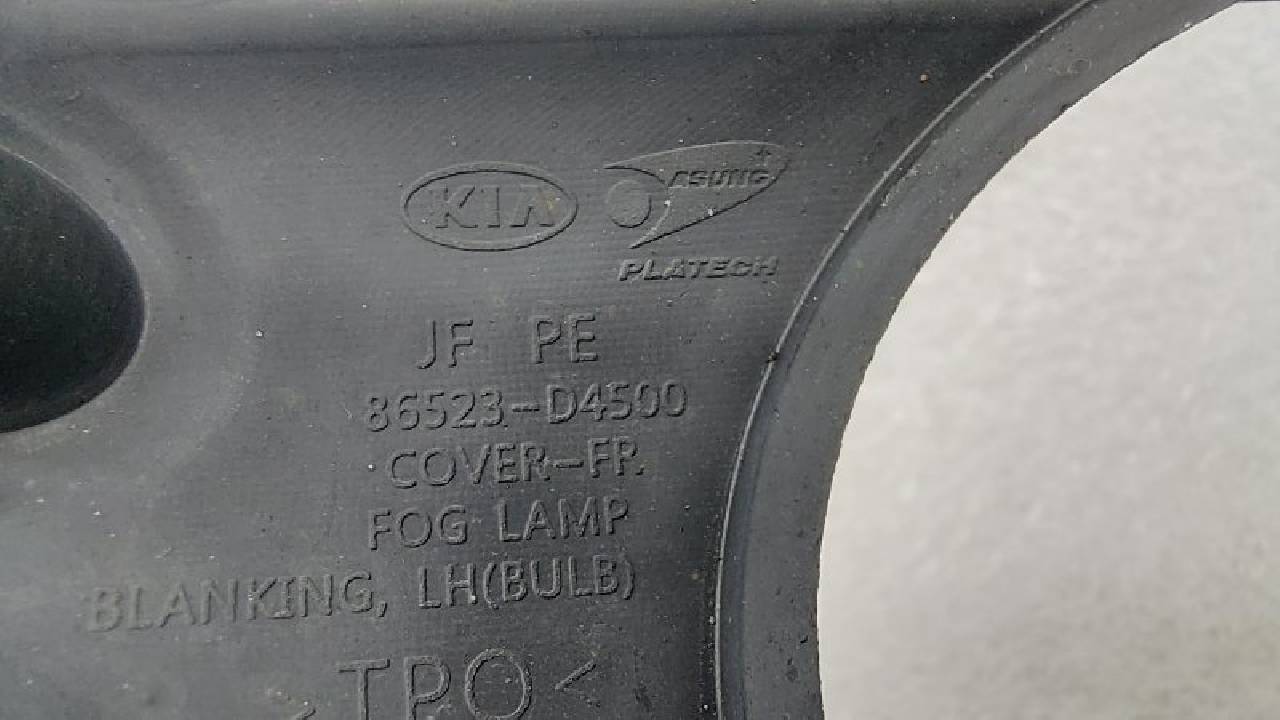 KIA ASUNG
PLATECH
JF PE
86523-D4500
COVER-FR.
FOG LAMP
BLANKING, LH(BULB)
>TPO<